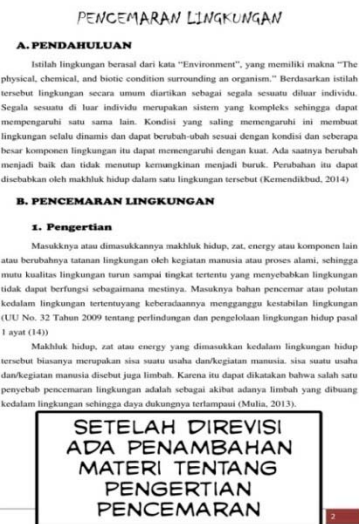 PENCEMARAN LINGKUNGAN
A. PENDAHULUAN
Istilah lingkungan berasal dari kata “Environment”, yang memiliki makna “The
physical, chemical, and biotic condition surrounding an organism.” Berdasarkan istilah
tersebut lingkungan secara umum diartikan sebagai segala sesuatu diluar individu.
Segala sesuatu di luar individu merupakan sistem yang kompleks sehingga dapat
mempengaruhi satu sama lain. Kondisi yang saling memengaruhi ini membuat
lingkungan selalu dinamis dan dapat berubah-ubah sesuai dengan kondisi dan seberapa
besar komponen lingkungan itu dapat memengaruhi dengan kuat. Ada saatnya berubah
menjadi baik dan tidak menutup kemungkinan menjadi buruk. Perubahan itu dapat
disebabkan oleh makhluk hidup dalam satu lingkungan tersebut (Kemendikbud, 2014)
B. PENCEMARAN LINGKUNGAN
1. Pengertian
Masukknya atau dimasukkannya makhluk hidup, zat, energy atau komponen lain
atau berubahnya tatanan lingkungan oleh kegiatan manusia atau proses alami, sehingga
mutu kualitas lingkungan turun sampai tingkat tertentu yang menyebabkan lingkungan
tidak dapat berfungsi sebagaimana mestinya. Masuknya bahan pencemar atau polutan
kedalam lingkungan tertentuyang keberadaannya mengganggu kestabilan lingkungan
(UU No. 32 Tahun 2009 tentang perlindungan dan pengelolaan lingkungan hidup pasal
1 ayat (14))
Makhluk hidup, zat atau energy yang dimasukkan kedalam lingkungan hidup
tersebut biasanya merupakan sisa suatu usaha dan/kegiatan manusia. sisa suatu usaha
dan/kegiatan manusia disebut juga limbah. Karena itu dapat dikatakan bahwa salah satu
penyebab pencemaran lingkungan adalah sebagai akibat adanya limbah yang dibuang
kedalam lingkungan sehingga daya dukungnya terlampaui (Mulia, 2013).
SETELAH DIREVISI
ADA PENAMBAHAN
MATERI TENTANG
PENGERTIAN
PENCEMARAN
2